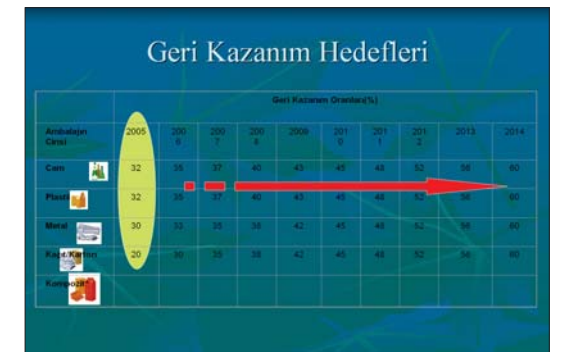 Geri Kazanım Hedefleri
Geri Kazanım Oranları(%)
Ambalajın Cinsi 2005 2006 2007 2008 2009 2010 2011 2012 2013 2014
Cam 32 35 37 40 43 45 48 52 56 60
Plastik 32 35 37 40 43 45 48 52 56 60
Metal 30 33 35 38 42 45 48 52 56 60
Kağıt/Karton 20 30 35 38 42 45 48 52 56 60
Kompozit